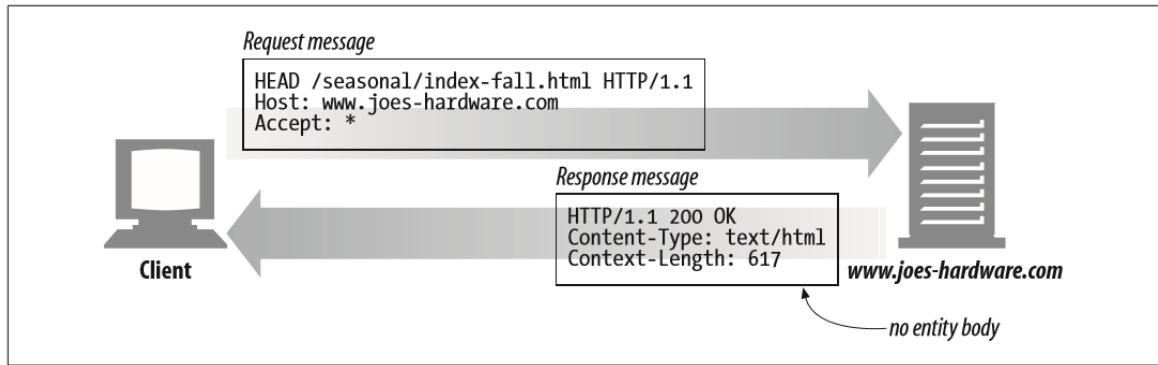 Request message
HEAD /seasonal/index-fall.html HTTP/1.1
Host: www.joes-hardware.com
Accept: *
Response message
HTTP/1.1 200 OK
Content-Type: text/html
Context-Length: 617
Client
www.joes-hardware.com
no entity body